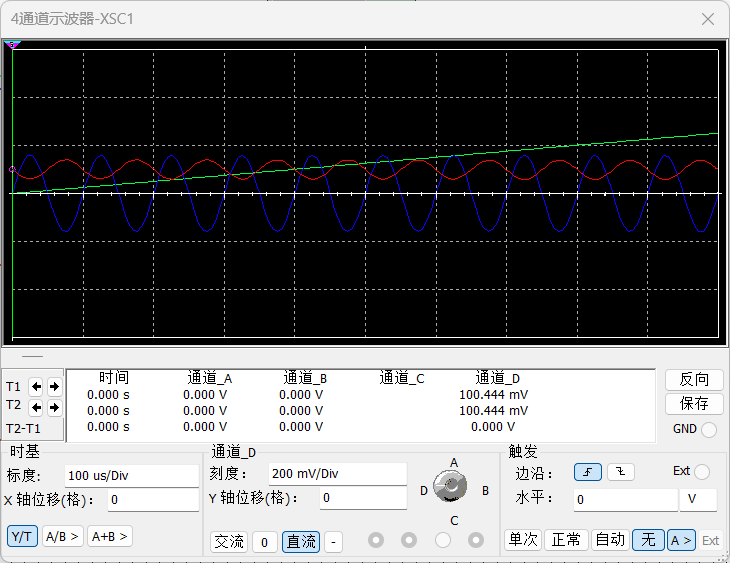 4通道示波器-XSC1
时间 通道_A 通道_B 通道_C 通道_D
T1 0.000 s 0.000 V 0.000 V 100.444 mV
T2 0.000 s 0.000 V 0.000 V 100.444 mV
T2-T1 0.000 s 0.000 V 0.000 V 0.000 V
反向
保存
GND
时基
标度: 100 us/Div
X 轴位移(格): 0
Y/T A/B > A+B >
通道_D
刻度: 200 mV/Div
Y 轴位移(格): 0
交流 0 直流 -
A
D B
C
触发
边沿: Ext
水平: 0 V
单次 正常 自动 无 A > Ext